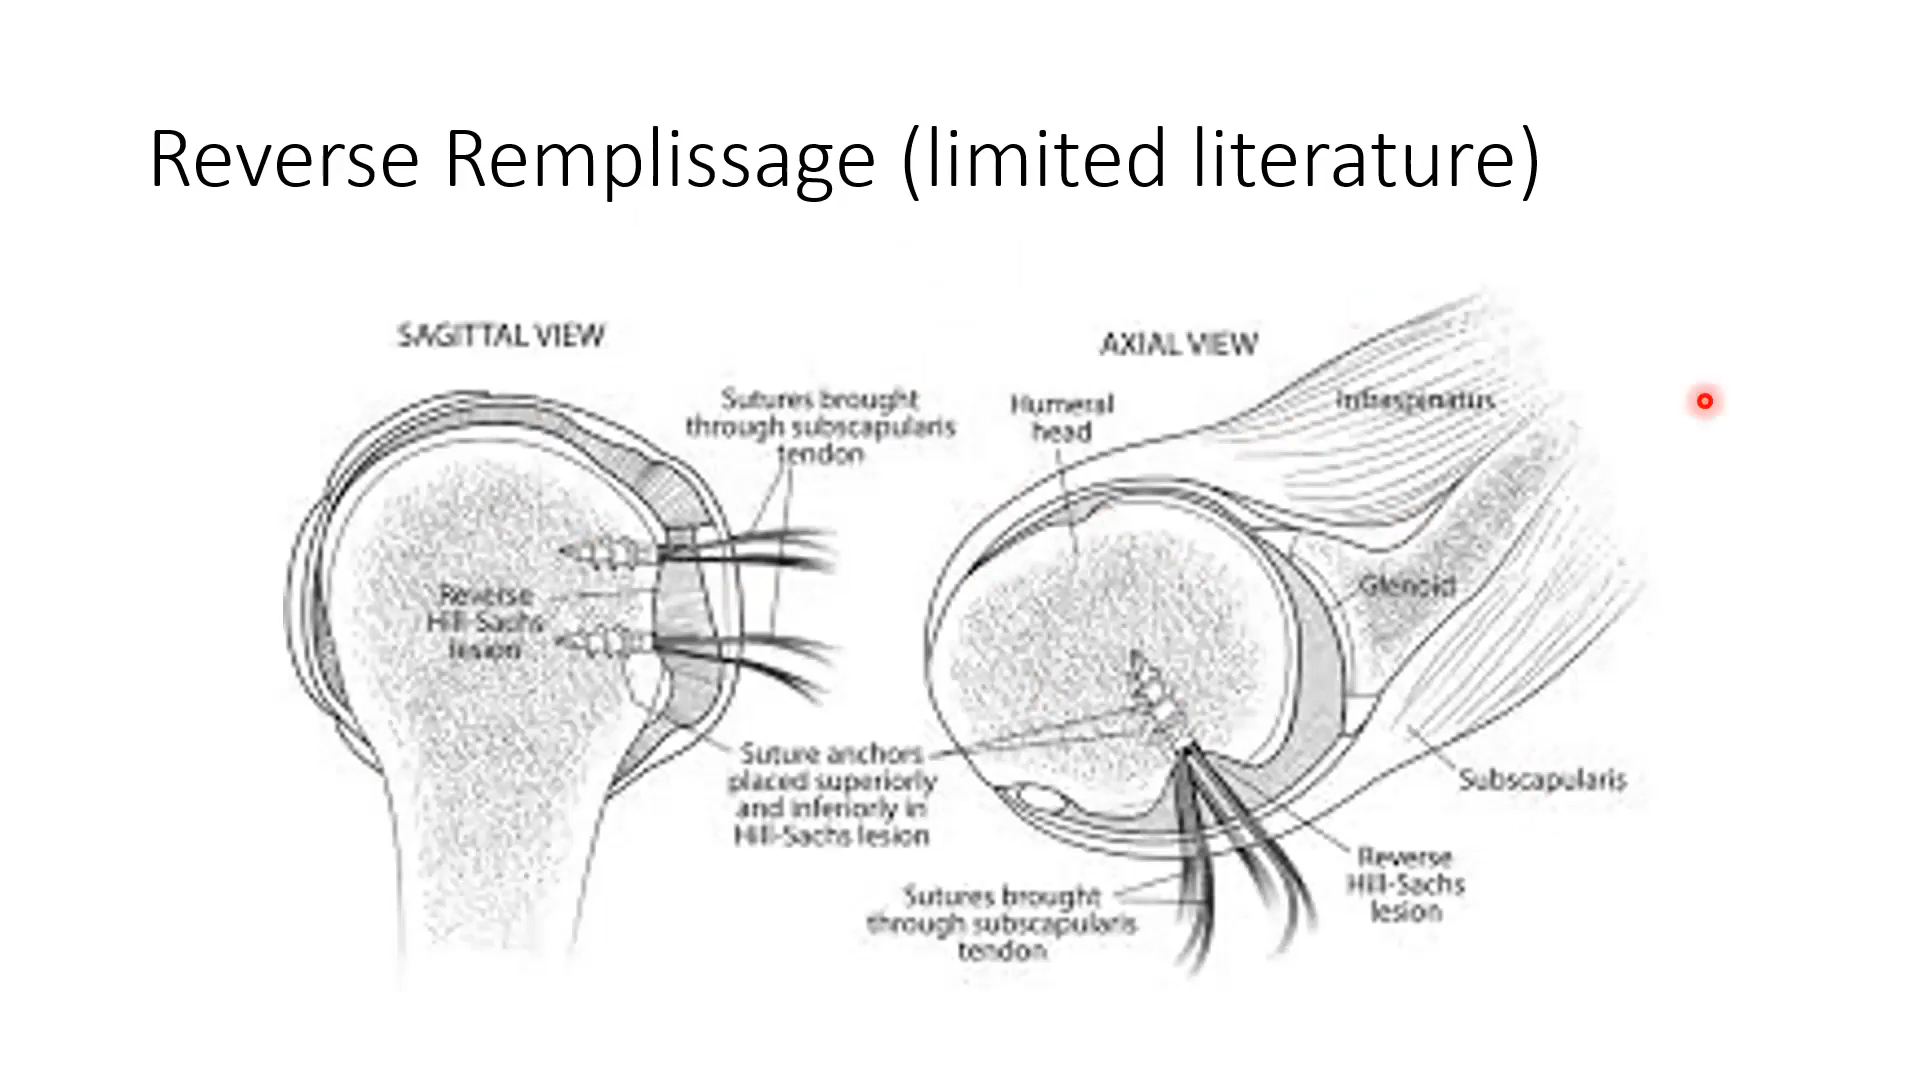 Reverse Remplissage (limited literature)
SAGITTAL VIEW
Sutures brought
through subscapularis
tendon
Reverse
Hill-Sachs
lesion
Suture anchors
placed superiorly
and inferiorly in
Hill-Sachs lesion
AXIAL VIEW
Humeral
head
Infraspinatus
Glenoid
Subscapularis
Reverse
Hill-Sachs
lesion
Sutures brought
through subscapularis
tendon